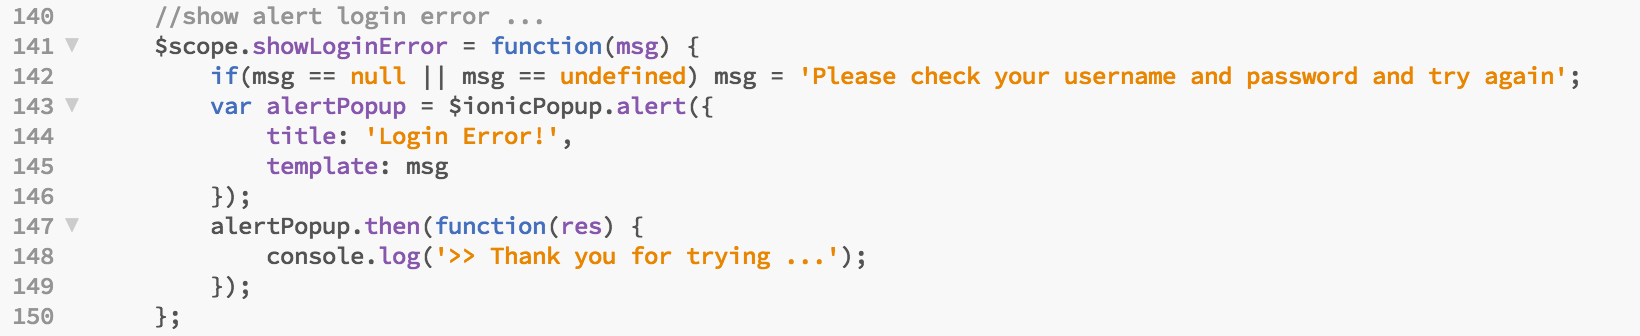 140 //show alert login error ...
141 $scope.showLoginError = function(msg) {
142 if(msg == null || msg == undefined) msg = 'Please check your username and password and try again';
143 var alertPopup = $ionicPopup.alert({
144 title: 'Login Error!',
145 template: msg
146 });
147 alertPopup.then(function(res) {
148 console.log('>> Thank you for trying ...');
149 });
150 };